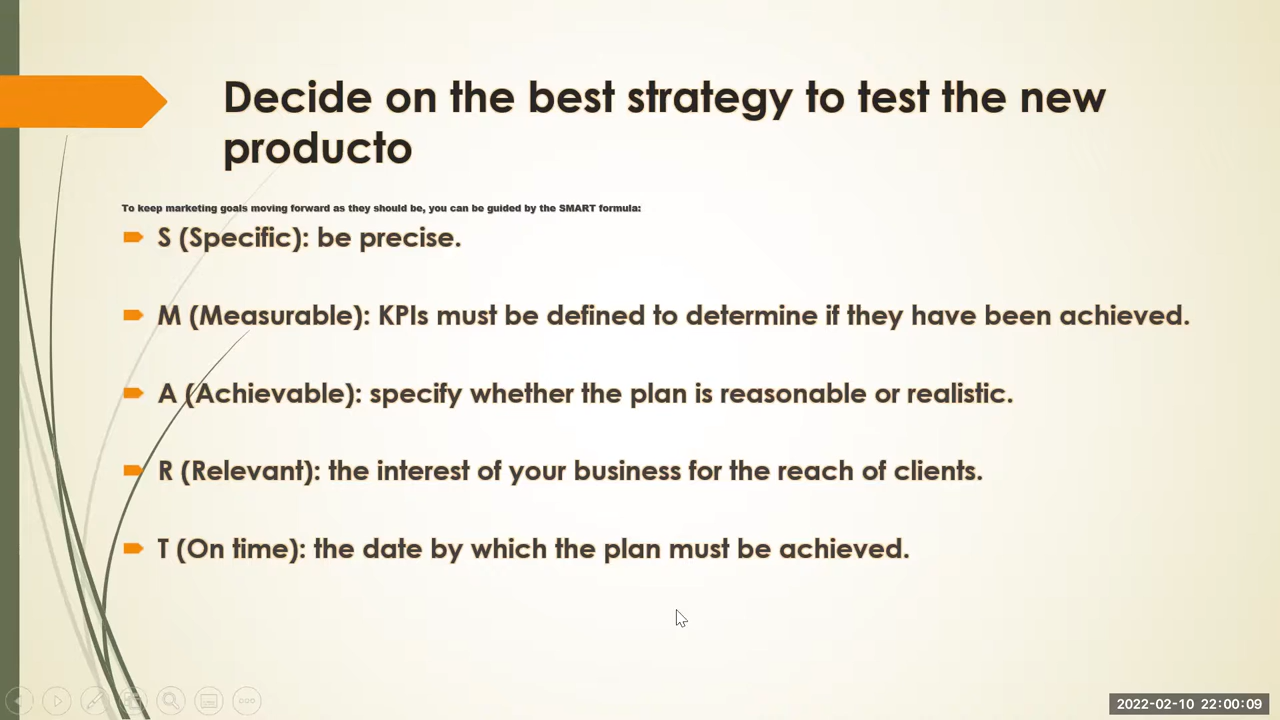 Decide on the best strategy to test the new
producto
To keep marketing goals moving forward as they should be, you can be guided by the SMART formula:
S (Specific): be precise.
M (Measurable): KPIs must be defined to determine if they have been achieved.
A (Achievable): specify whether the plan is reasonable or realistic.
R (Relevant): the interest of your business for the reach of clients.
T (On time): the date by which the plan must be achieved.
2022-02-10 22:00:09